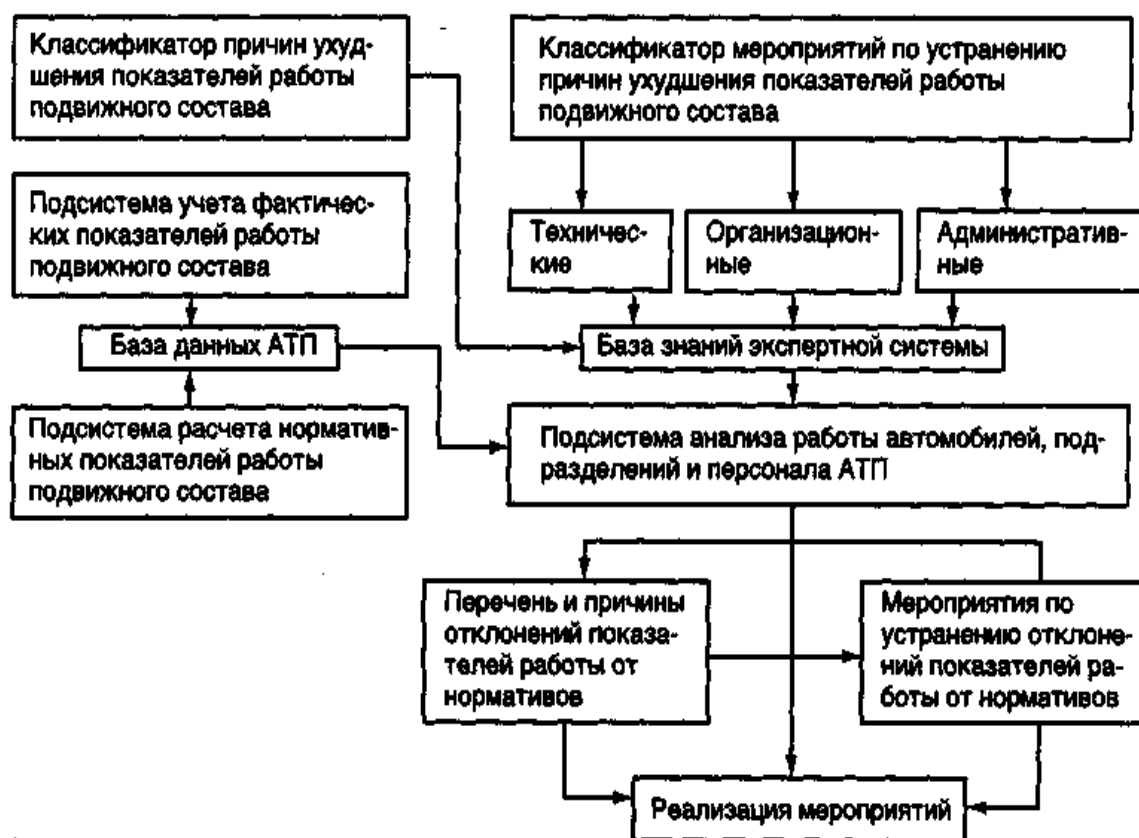 Классификатор причин ухуд-
шения показателей работы
подвижного состава
Классификатор мероприятий по устранению
причин ухудшения показателей работы
подвижного состава
Подсистема учета фактичес-
ких показателей работы
подвижного состава
Техничес-
кие
Организацион-
ные
Административ-
ные
База данных АТП
База знаний экспертной системы
Подсистема расчета норматив-
ных показателей работы
подвижного состава
Подсистема анализа работы автомобилей, под-
разделений и персонала АТП
Перечень и причины
отклонений показа-
телей работы от
нормативов
Мероприятия по
устранению отклоне-
ний показателей ра-
боты от нормативов
Реализация мероприятий